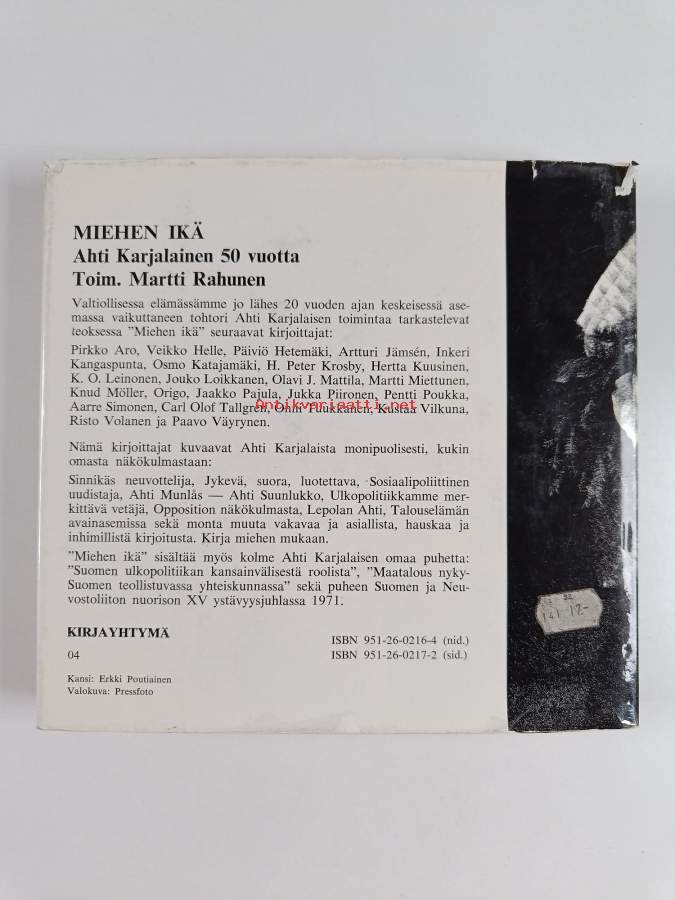 MIEHEN IKÄ
Ahti Karjalainen 50 vuotta
Toim. Martti Rahunen
Valtiollisessa elämässämme jo lähes 20 vuoden ajan keskeisessä ase-
massa vaikuttaneen tohtori Ahti Karjalaisen toimintaa tarkastelevat
teoksessa ”Miehen ikä” seuraavat kirjoittajat:
Pirkko Aro, Veikko Helle, Päiviö Hetemäki, Artturi Jämsén, Inkeri
Kangaspunta, Osmo Katajamäki, H. Peter Krosby, Hertta Kuusinen,
K. O. Leinonen, Jouko Loikkanen, Olavi J. Mattila, Martti Miettunen,
Knud Möller, Origo, Jaakko Pajula, Jukka Piironen, Pentti Poukka,
Aarre Simonen, Carl Olof Tallgren, Kustaa Vilkuna,
Antikvariaatti.net
Risto Volanen ja Paavo Väyrynen.
Nämä kirjoittajat kuvaavat Ahti Karjalaista monipuolisesti, kukin
omasta näkökulmastaan:
Sinnikäs neuvottelija, Jykevä, suora, luotettava, Sosiaalipoliittinen
uudistaja, Ahti Munlås — Ahti Suunlukko, Ulkopolitiikkamme mer-
kittävä vetäjä, Opposition näkökulmasta, Lepolan Ahti, Talouselämän
avainasemissa sekä monta muuta vakavaa ja asiallista, hauskaa ja
inhimillistä kirjoitusta. Kirja miehen mukaan.
”Miehen ikä” sisältää myös kolme Ahti Karjalaisen omaa puhetta:
”Suomen ulkopolitiikan kansainvälisestä roolista”, ”Maatalous nyky-
Suomen teollistuvassa yhteiskunnassa” sekä puheen Suomen ja Neu-
vostoliiton nuorison XV ystävyysjuhlassa 1971.
KIRJAYHTYMÄ
04
ISBN 951-26-0216-4 (nid.)
ISBN 951-26-0217-2 (sid.)
Kansi: Erkki Poutiainen
Valokuva: Pressfoto
12-